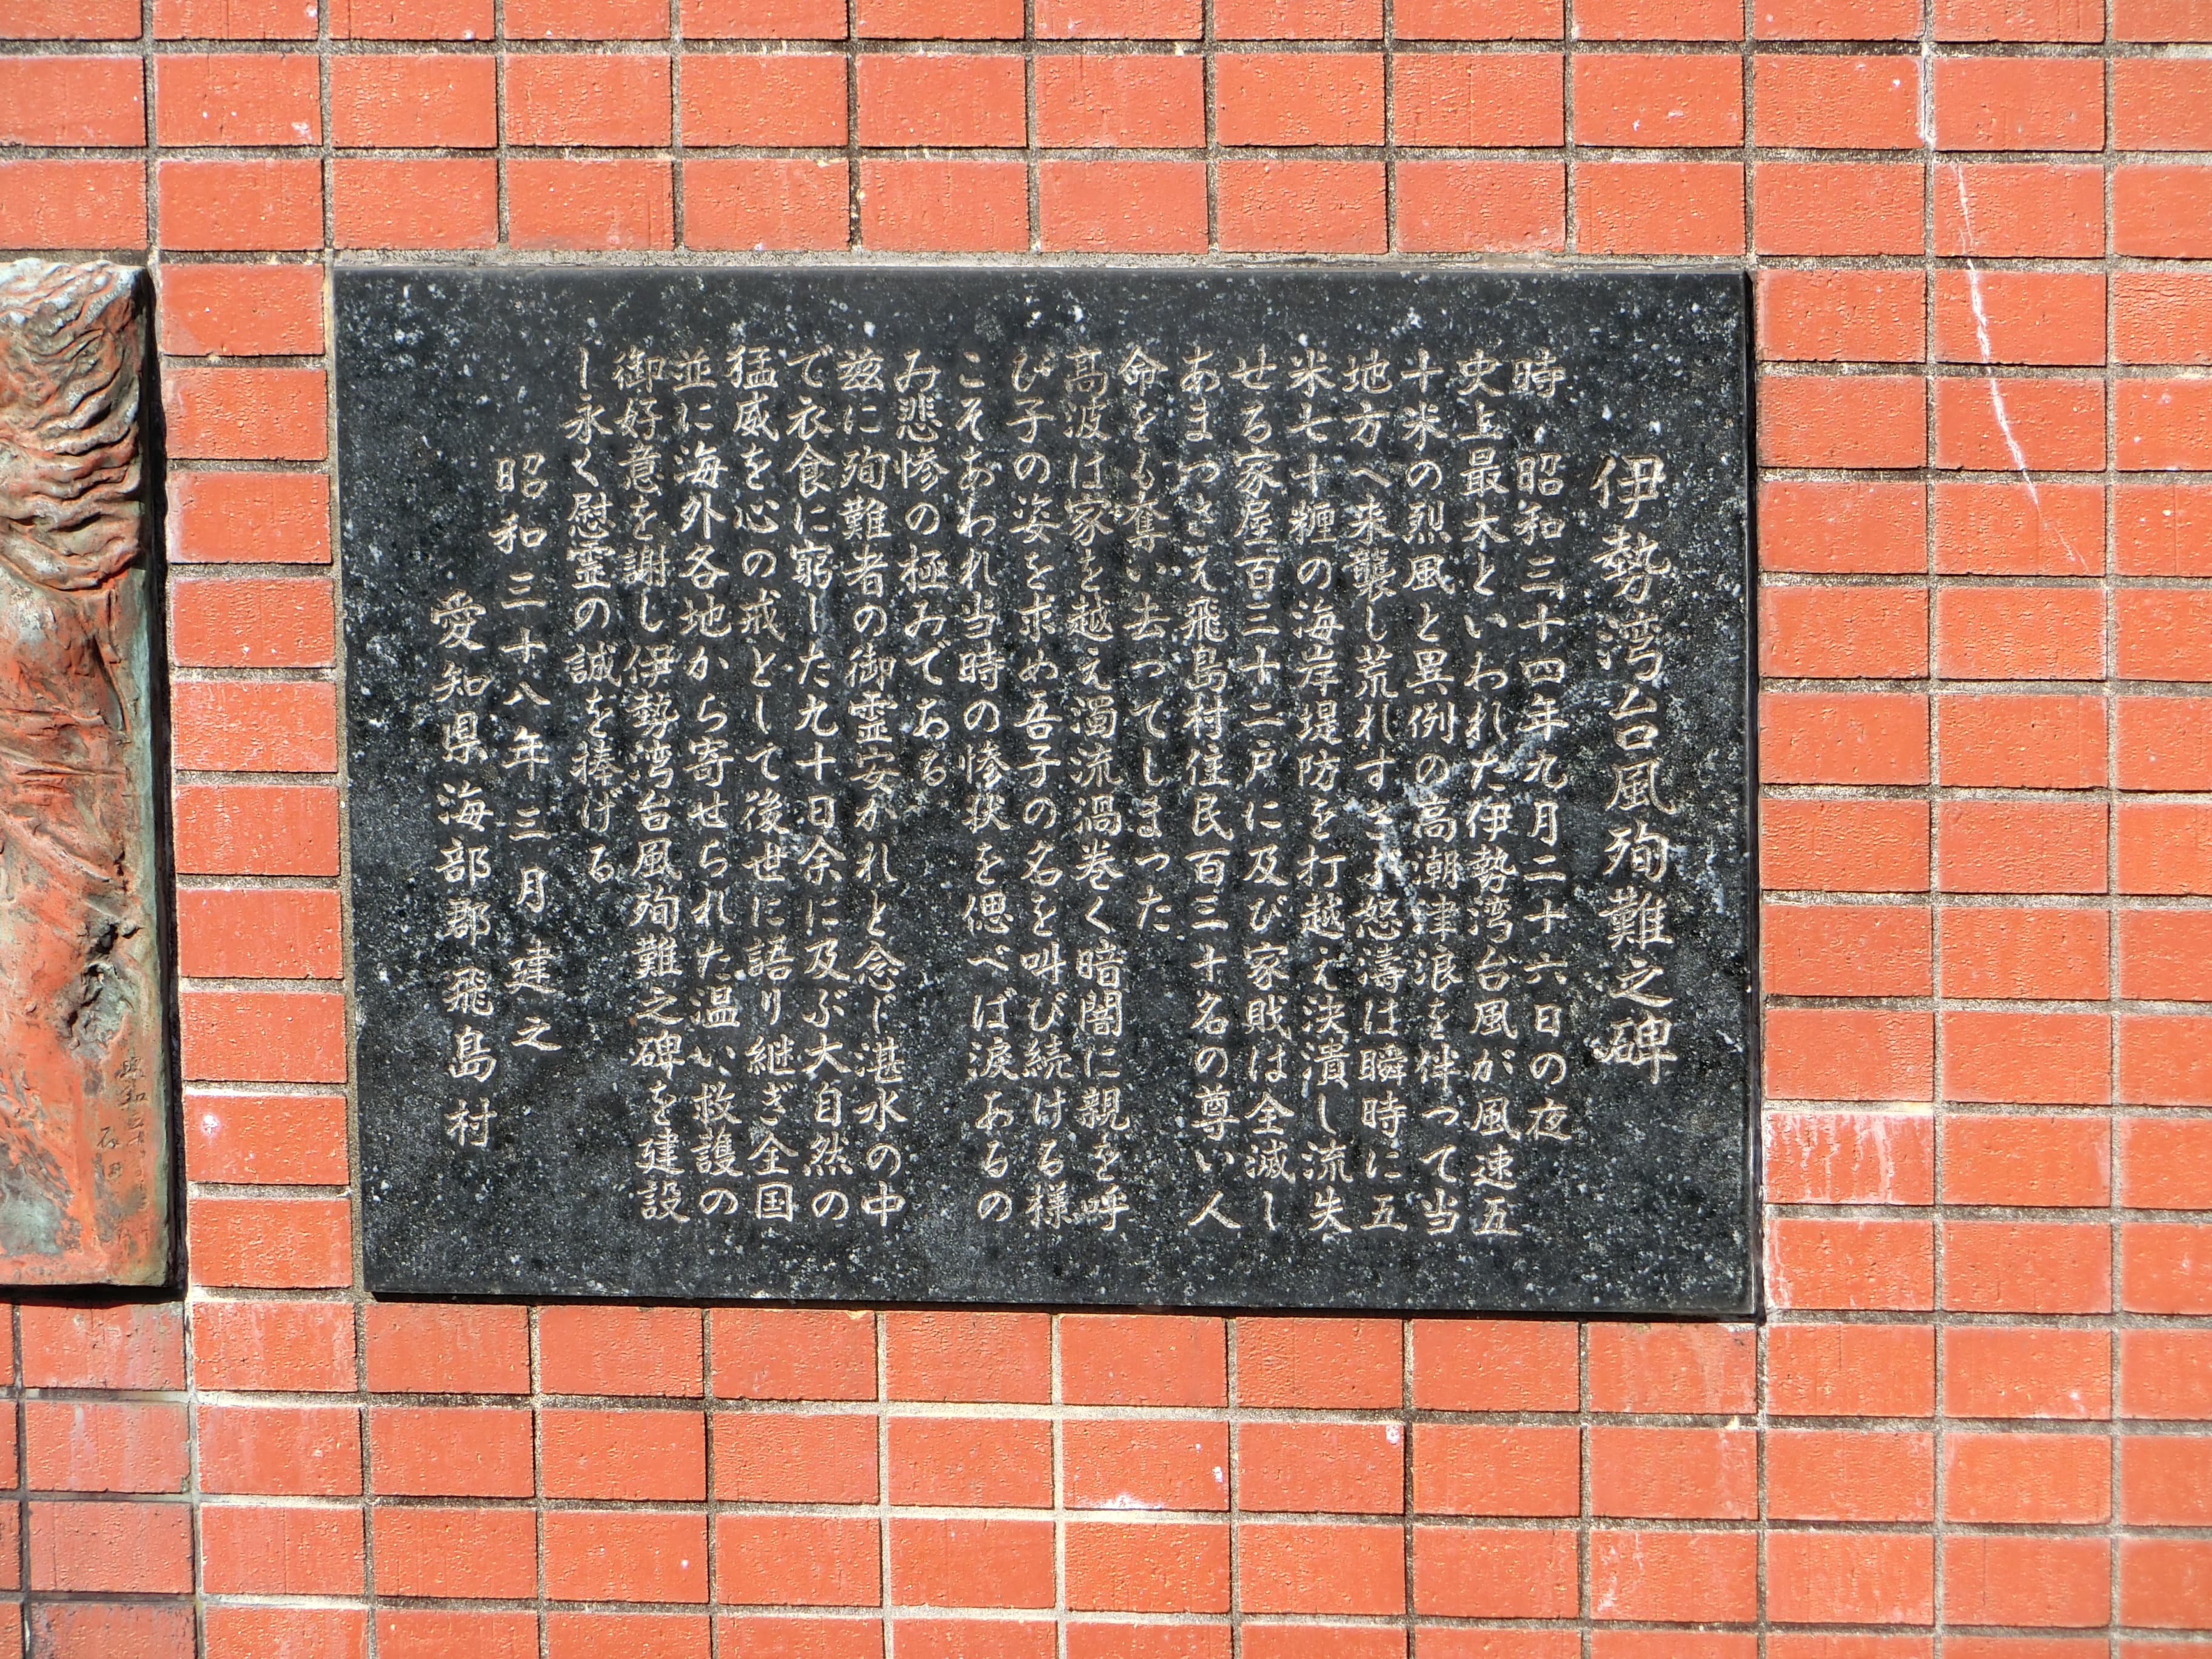 伊勢湾台風殉難之碑
時・昭和三十四年九月二十六日の夜
史上最大といわれた伊勢湾台風が風速五
十米の烈風と異例の高潮津浪を伴って当
地方へ来襲し荒れすさぶ怒濤は瞬時に五
米七十糎の海岸堤防を打越え決潰し流失
せる家屋百三十二戸に及び家戝は全滅し
あまつさえ飛島村住民百三十名の尊い人
命をも奪い去ってしまった
高波は家を越え濁流渦巻く暗闇に親を呼
び子の姿を求め吾子の名を叫び続ける様
こそあわれ当時の惨状を偲べば涙あるの
み悲惨の極みである
玆に殉難者の御霊安かれと念じ湛水の中
て衣食に窮した九十日余に及ぶ大自然の
猛威を心の戒として後世に語り継ぎ全国
並に海外各地から寄せられた温い救護の
御好意を謝し伊勢湾台風殉難之碑を建設
し永く慰霊の誠を捧げる
昭和三十八年三月建之
愛知県海部郡飛島村